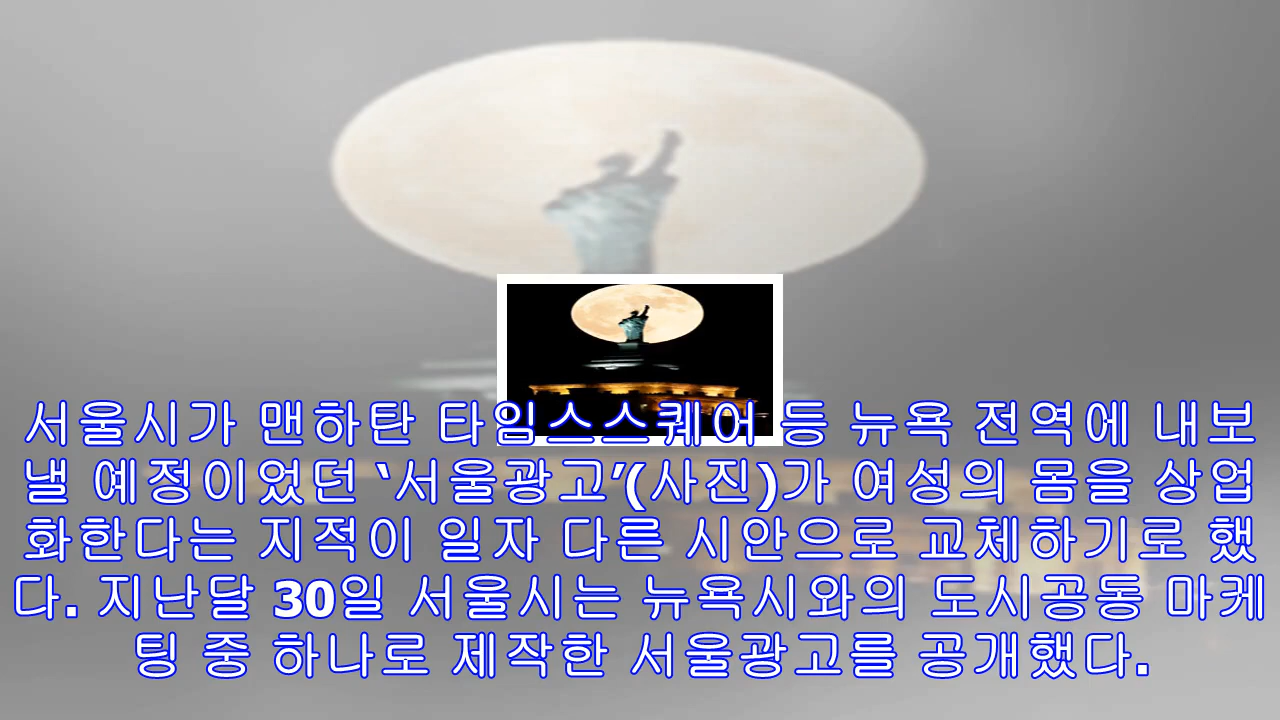 서울시가 맨하탄 타임스스퀘어 등 뉴욕 전역에 내보
낼 예정이었던 ‘서울광고’(사진)가 여성의 몸을 상업
화한다는 지적이 일자 다른 시안으로 교체하기로 했
다. 지난달 30일 서울시는 뉴욕시와의 도시공동 마케
팅 중 하나로 제작한 서울광고를 공개했다.